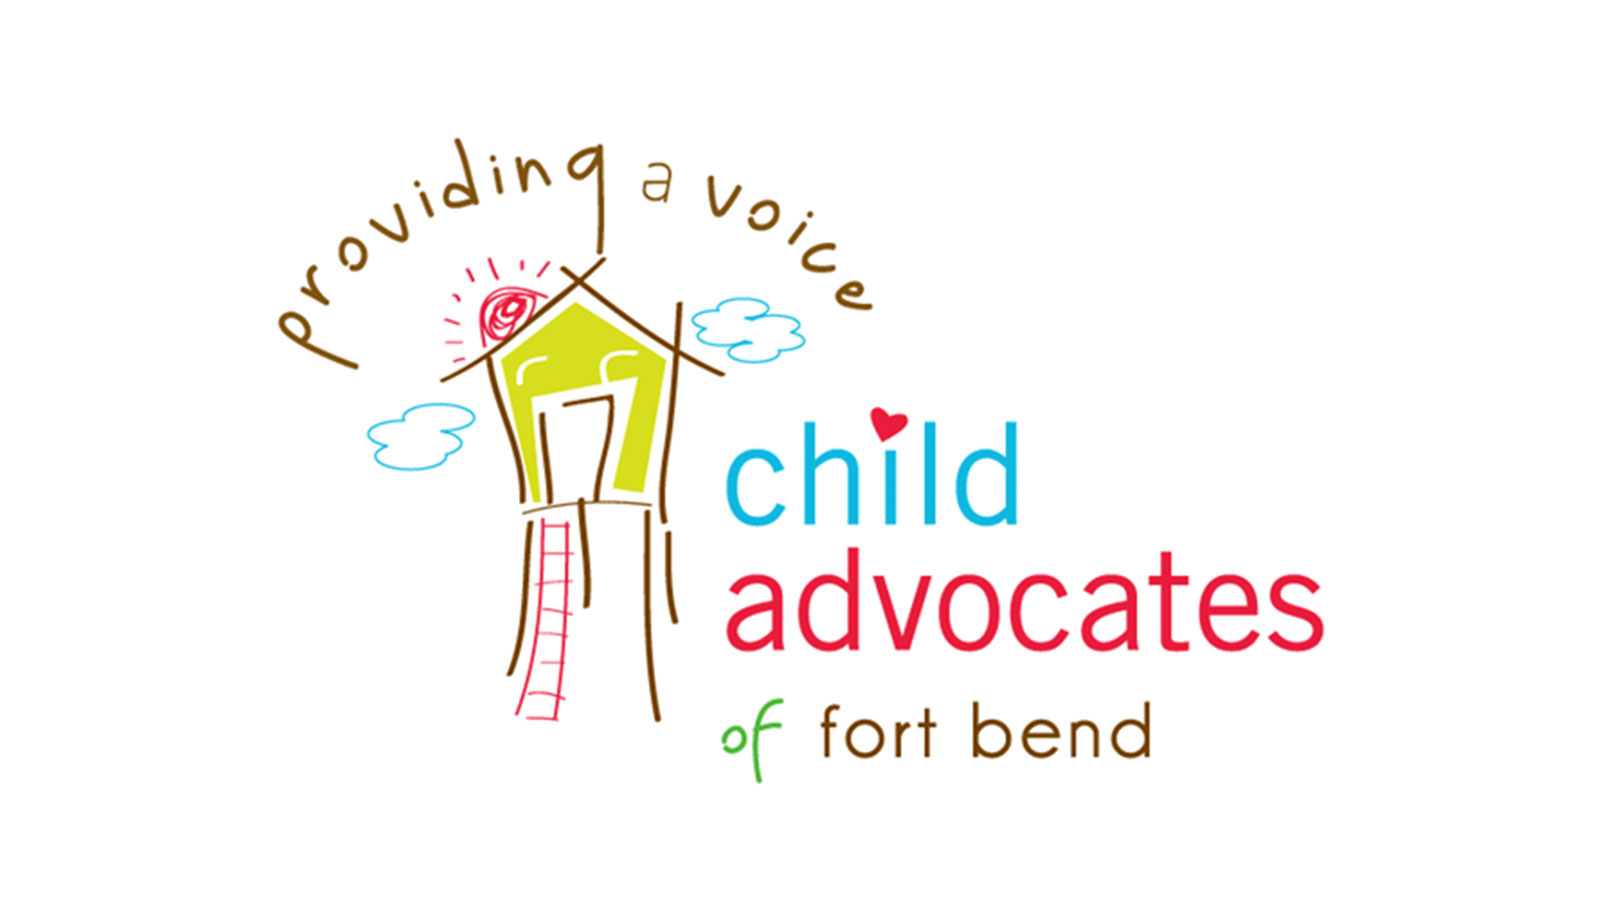 providing a voice
child
advocates
of fort bend